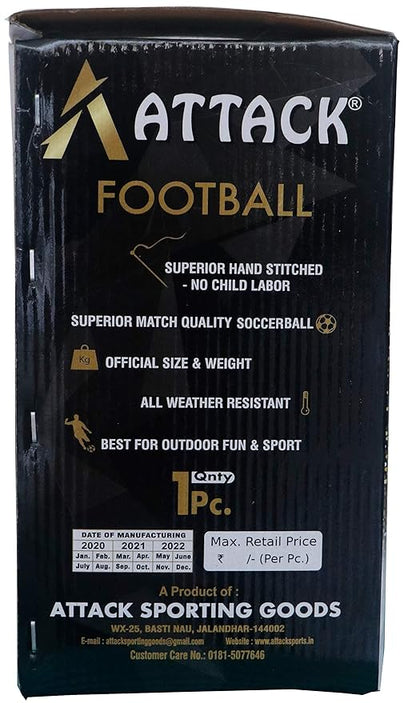 ATTACK®
FOOTBALL
SUPERIOR HAND STITCHED
- NO CHILD LABOR
SUPERIOR MATCH QUALITY SOCCERBALL
Kg
OFFICIAL SIZE & WEIGHT
ALL WEATHER RESISTANT
BEST FOR OUTDOOR FUN & SPORT
Qnty
1Pc.
DATE OF MANUFACTURING
2020 2021 2022
Jan. Feb. Mar. Apr. May June
July Aug. Sep. Oct. Nov. Dec.
Max. Retail Price
₹ /- (Per Pc.)
A Product of :
ATTACK SPORTING GOODS
WX-25, BASTI NAU, JALANDHAR-144002
E-mail : attacksportinggoods@gmail.com Website : www.attacksports.in
Customer Care No.: 0181-5077646